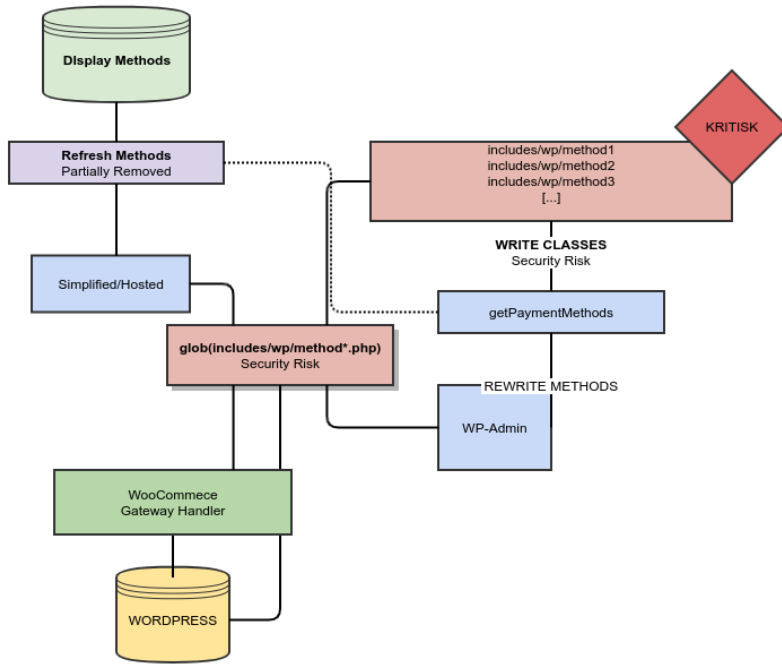 DIsplay Methods
Refresh Methods
Partially Removed
KRITISK
includes/wp/method1
includes/wp/method2
includes/wp/method3
[...]
WRITE CLASSES
Security Risk
Simplified/Hosted
getPaymentMethods
glob(includes/wp/method*.php)
Security Risk
REWRITE METHODS
WP-Admin
WooCommece
Gateway Handler
WORDPRESS